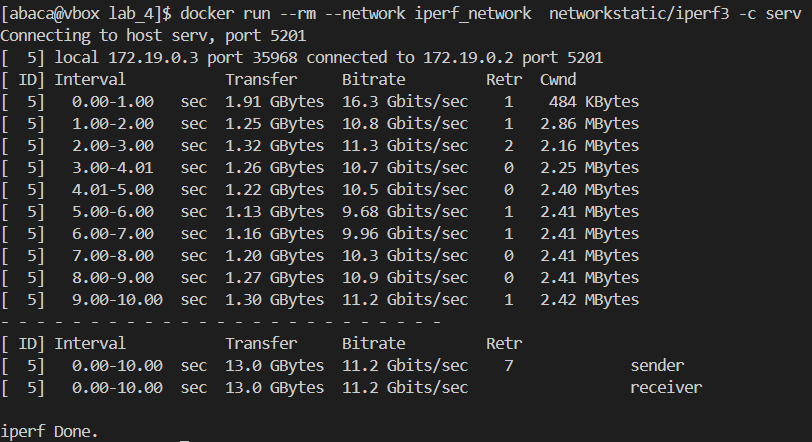 [abaca@vbox lab_4]$ docker run --rm --network iperf_network  networkstatic/iperf3 -c serv
Connecting to host serv, port 5201
[  5] local 172.19.0.3 port 35968 connected to 172.19.0.2 port 5201
[ ID] Interval           Transfer     Bitrate         Retr  Cwnd
[  5]   0.00-1.00   sec  1.91 GBytes  16.3 Gbits/sec    1    484 KBytes
[  5]   1.00-2.00   sec  1.25 GBytes  10.8 Gbits/sec    1   2.86 MBytes
[  5]   2.00-3.00   sec  1.32 GBytes  11.3 Gbits/sec    2   2.16 MBytes
[  5]   3.00-4.01   sec  1.26 GBytes  10.7 Gbits/sec    0   2.25 MBytes
[  5]   4.01-5.00   sec  1.22 GBytes  10.5 Gbits/sec    0   2.40 MBytes
[  5]   5.00-6.00   sec  1.13 GBytes  9.68 Gbits/sec    1   2.41 MBytes
[  5]   6.00-7.00   sec  1.16 GBytes  9.96 Gbits/sec    1   2.41 MBytes
[  5]   7.00-8.00   sec  1.20 GBytes  10.3 Gbits/sec    0   2.41 MBytes
[  5]   8.00-9.00   sec  1.27 GBytes  10.9 Gbits/sec    0   2.41 MBytes
[  5]   9.00-10.00  sec  1.30 GBytes  11.2 Gbits/sec    1   2.42 MBytes
- - - - - - - - - - - - - - - - - - - - - - - - -
[ ID] Interval           Transfer     Bitrate         Retr
[  5]   0.00-10.00  sec  13.0 GBytes  11.2 Gbits/sec    7             sender
[  5]   0.00-10.00  sec  13.0 GBytes  11.2 Gbits/sec                  receiver
iperf Done.